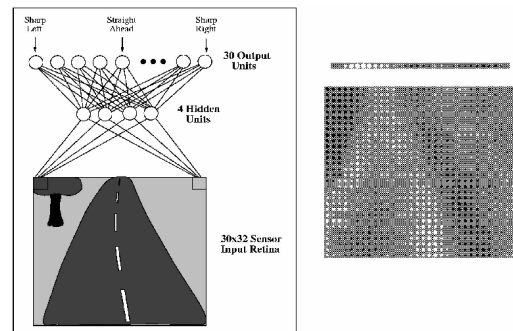 Sharp
Left
Straight
Ahead
Sharp
Right
30 Output
Units
4 Hidden
Units
30x32 Sensor
Input Retina